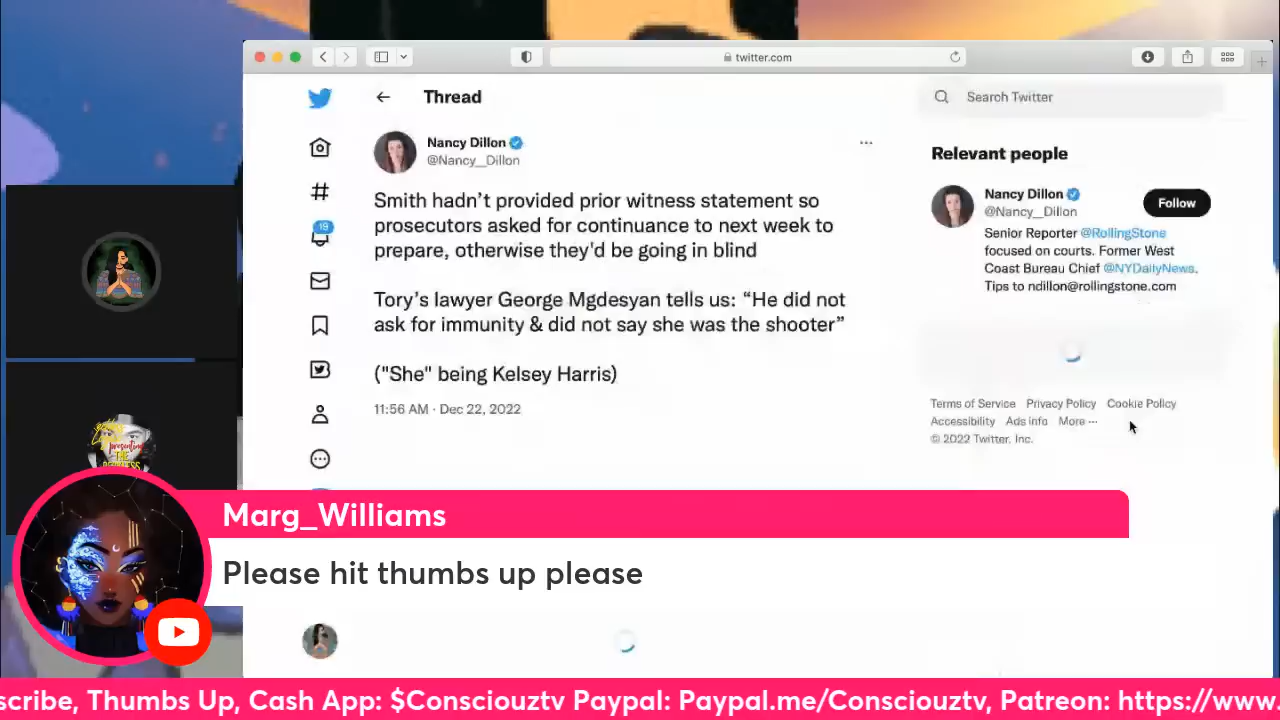 twitter.com
Thread
Search Twitter
Nancy Dillon
@Nancy__Dillon
Smith hadn't provided prior witness statement so
prosecutors asked for continuance to next week to
prepare, otherwise they'd be going in blind
Tory's lawyer George Mgdesyan tells us: “He did not
ask for immunity & did not say she was the shooter”
("She" being Kelsey Harris)
11:56 AM · Dec 22, 2022
19
Relevant people
Nancy Dillon
@Nancy__Dillon
Follow
Senior Reporter @RollingStone
focused on courts. Former West
Coast Bureau Chief @NYDailyNews.
Tips to ndillon@rollingstone.com
Terms of Service Privacy Policy Cookie Policy
Accessibility Ads info More ···
© 2022 Twitter, Inc.
presenting
THE
Marg_Williams
Please hit thumbs up please
scribe, Thumbs Up, Cash App: $Consciouztv Paypal: Paypal.me/Consciouztv, Patreon: https://www.